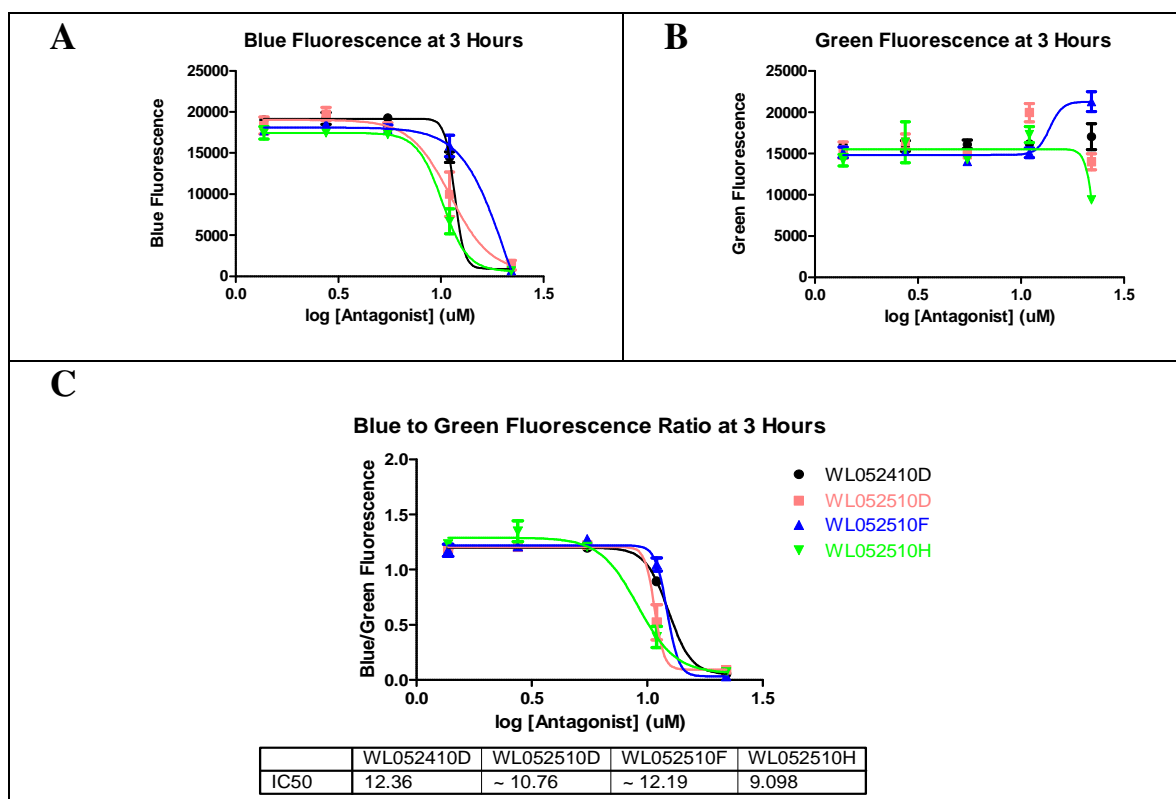 A
Blue Fluorescence at 3 Hours
25000
20000
15000
10000
5000
0
Blue Fluorescence
0.0 0.5 1.0 1.5
log [Antagonist] (uM)
B
Green Fluorescence at 3 Hours
25000
20000
15000
10000
5000
0
Green Fluorescence
0.0 0.5 1.0 1.5
log [Antagonist] (uM)
C
Blue to Green Fluorescence Ratio at 3 Hours
2.0
1.5
1.0
0.5
0.0
Blue/Green Fluorescence
0.0 0.5 1.0 1.5
log [Antagonist] (uM)
WL052410D
WL052510D
WL052510F
WL052510H
WL052410D WL052510D WL052510F WL052510H
IC50 12.36 ~ 10.76 ~ 12.19 9.098